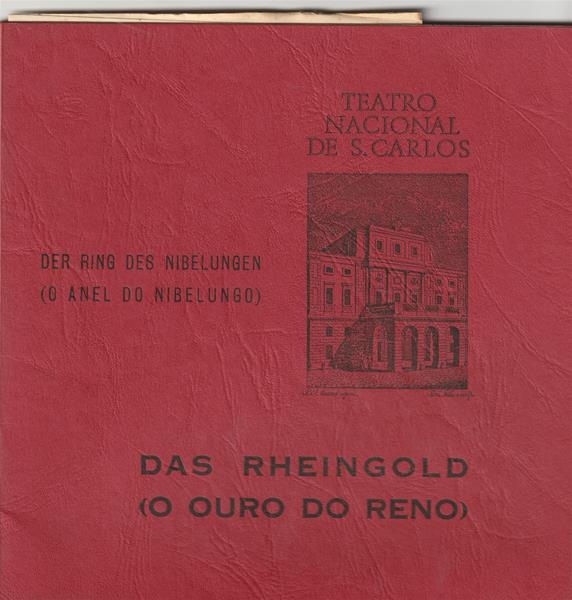 TEATRO
NACIONAL
DE S. CARLOS
DER RING DES NIBELUNGEN
(O ANEL DO NIBELUNGO)
DAS RHEINGOLD
(O OURO DO RENO)